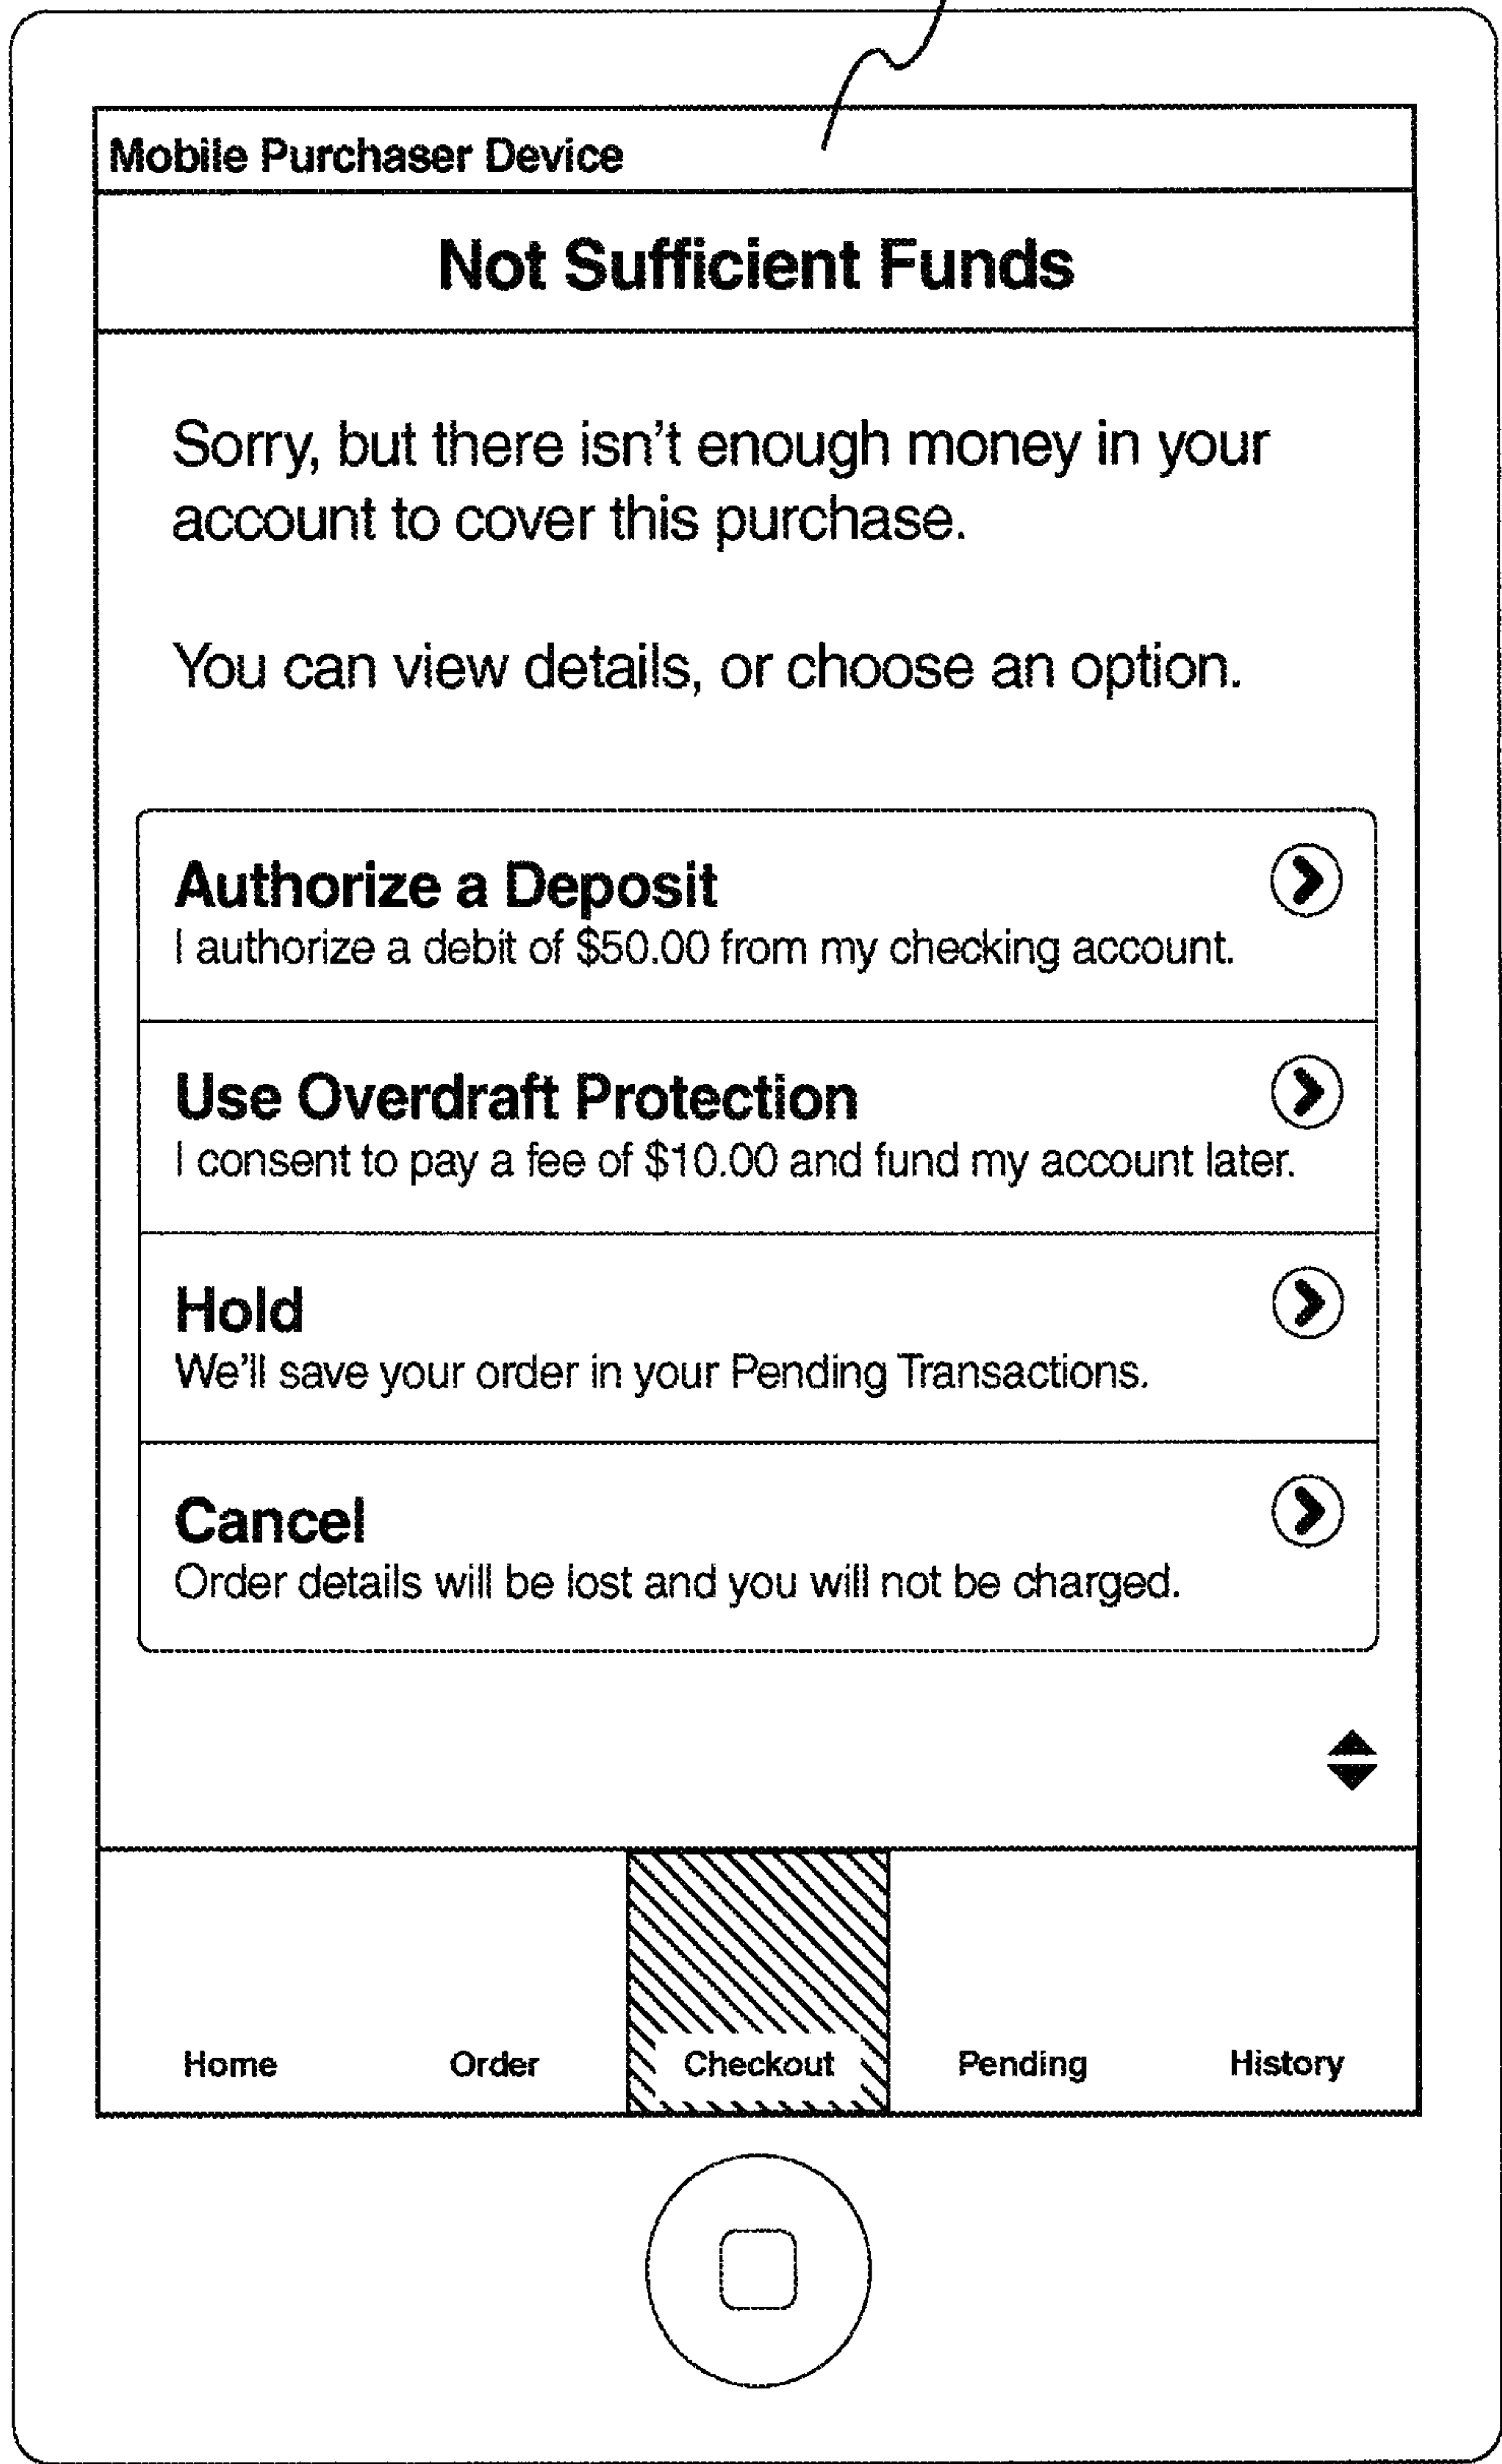 Mobile Purchaser Device
Not Sufficient Funds
Sorry, but there isn't enough money in your
account to cover this purchase.
You can view details, or choose an option.
Authorize a Deposit
I authorize a debit of $50.00 from my checking account.
Use Overdraft Protection
I consent to pay a fee of $10.00 and fund my account later.
Hold
We'll save your order in your Pending Transactions.
Cancel
Order details will be lost and you will not be charged.
Home Order Checkout Pending History